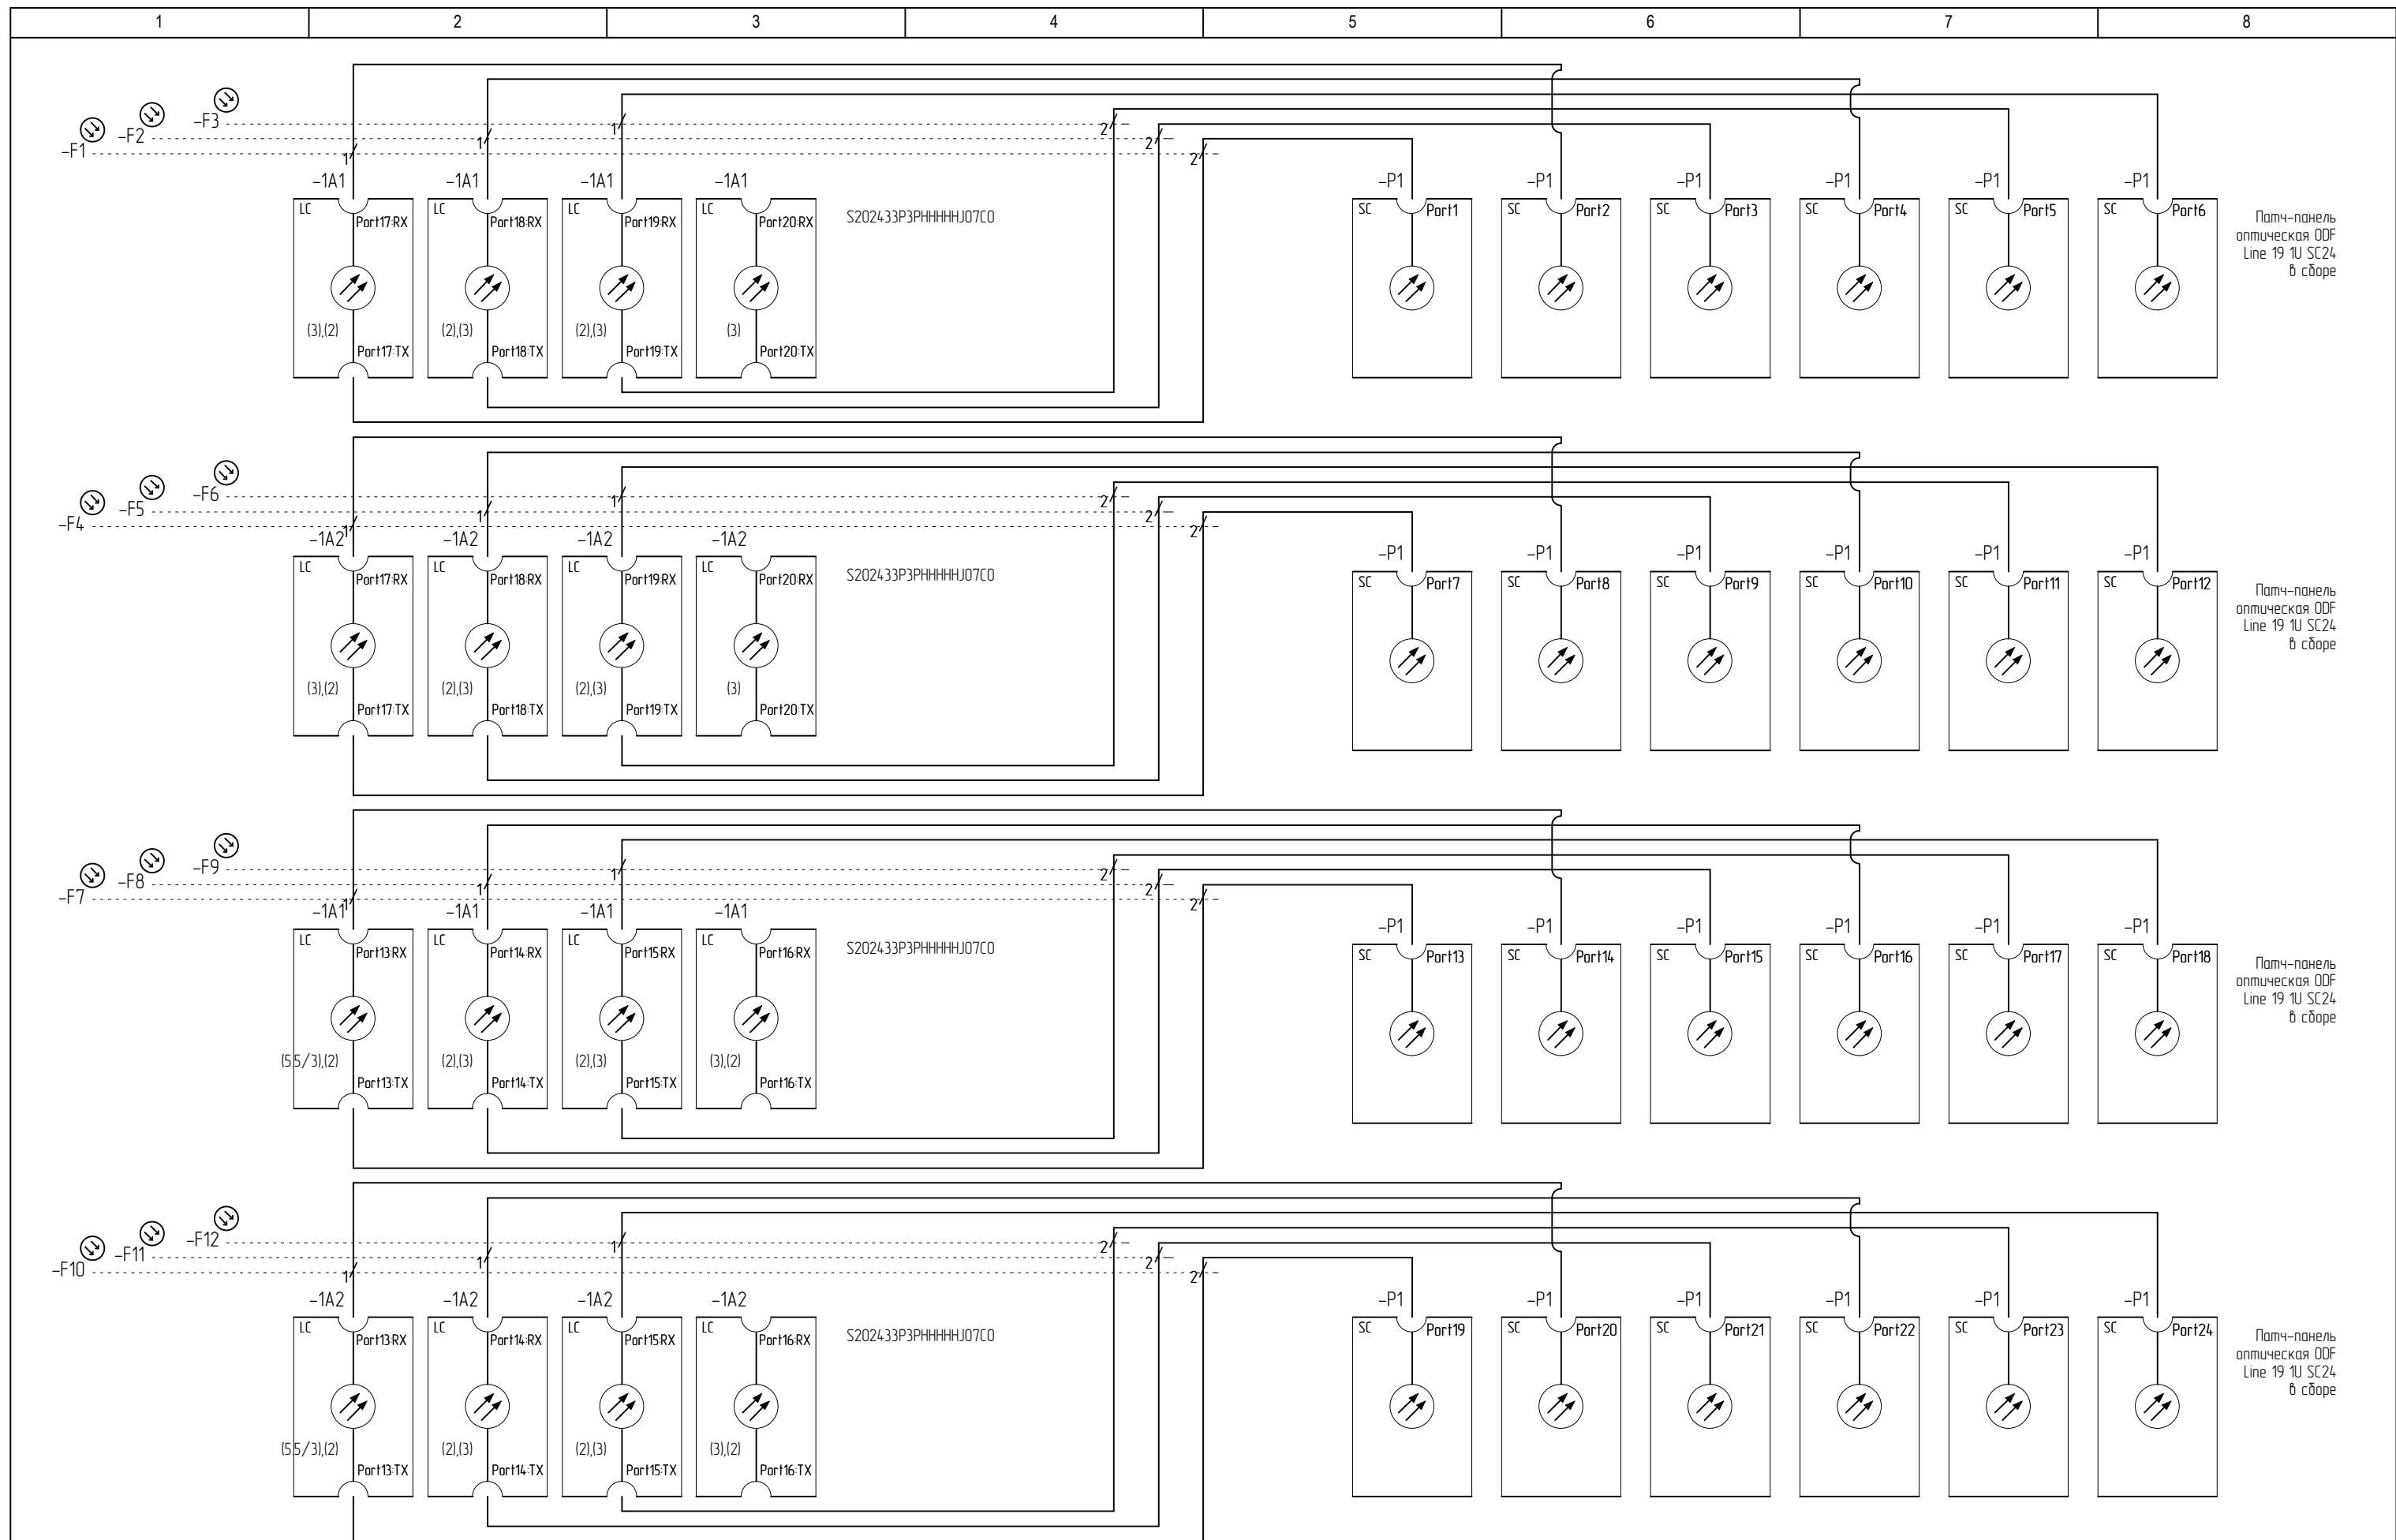 1 2 3 4 5 6 7 8
-F1 -F2 -F3
1 1 1 2 2 2
-1A1 -1A1 -1A1 -1A1 -P1 -P1 -P1 -P1 -P1 -P1
LC Port17:RX LC Port18:RX LC Port19:RX LC Port20:RX S202433P3PHHHHHJ07C0 SC Port1 SC Port2 SC Port3 SC Port4 SC Port5 SC Port6
Патч-панель
оптическая ODF
Line 19 1U SC24
в сборе
(3),(2) (2),(3) (2),(3) (3)
Port17:TX Port18:TX Port19:TX Port20:TX
-F4 -F5 -F6
1 1 1 2 2 2
-1A2 -1A2 -1A2 -1A2 -P1 -P1 -P1 -P1 -P1 -P1
LC Port17:RX LC Port18:RX LC Port19:RX LC Port20:RX S202433P3PHHHHHJ07C0 SC Port7 SC Port8 SC Port9 SC Port10 SC Port11 SC Port12
Патч-панель
оптическая ODF
Line 19 1U SC24
в сборе
(3),(2) (2),(3) (2),(3) (3)
Port17:TX Port18:TX Port19:TX Port20:TX
-F7 -F8 -F9
1 1 1 2 2 2
-1A1 -1A1 -1A1 -1A1 -P1 -P1 -P1 -P1 -P1 -P1
LC Port13:RX LC Port14:RX LC Port15:RX LC Port16:RX S202433P3PHHHHHJ07C0 SC Port13 SC Port14 SC Port15 SC Port16 SC Port17 SC Port18
Патч-панель
оптическая ODF
Line 19 1U SC24
в сборе
(5.5/3),(2) (2),(3) (2),(3) (3),(2)
Port13:TX Port14:TX Port15:TX Port16:TX
-F10 -F11 -F12
1 1 1 2 2 2
-1A2 -1A2 -1A2 -1A2 -P1 -P1 -P1 -P1 -P1 -P1
LC Port13:RX LC Port14:RX LC Port15:RX LC Port16:RX S202433P3PHHHHHJ07C0 SC Port19 SC Port20 SC Port21 SC Port22 SC Port23 SC Port24
Патч-панель
оптическая ODF
Line 19 1U SC24
в сборе
(5.5/3),(2) (2),(3) (2),(3) (3),(2)
Port13:TX Port14:TX Port15:TX Port16:TX